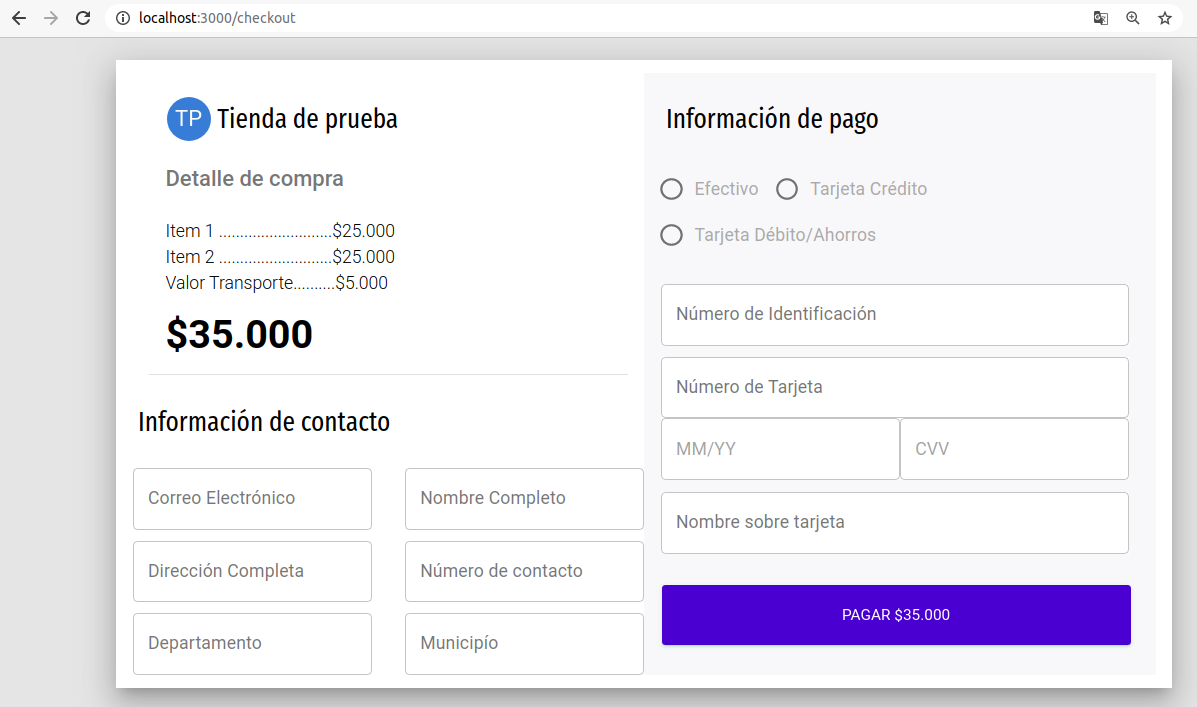 localhost:3000/checkout
TP Tienda de prueba
Detalle de compra
Item 1 ...........................$25.000
Item 2 ...........................$25.000
Valor Transporte..........$5.000
$35.000
Información de contacto
Correo Electrónico
Nombre Completo
Dirección Completa
Número de contacto
Departamento
Municipío
Información de pago
Efectivo
Tarjeta Crédito
Tarjeta Débito/Ahorros
Número de Identificación
Número de Tarjeta
MM/YY
CVV
Nombre sobre tarjeta
PAGAR $35.000